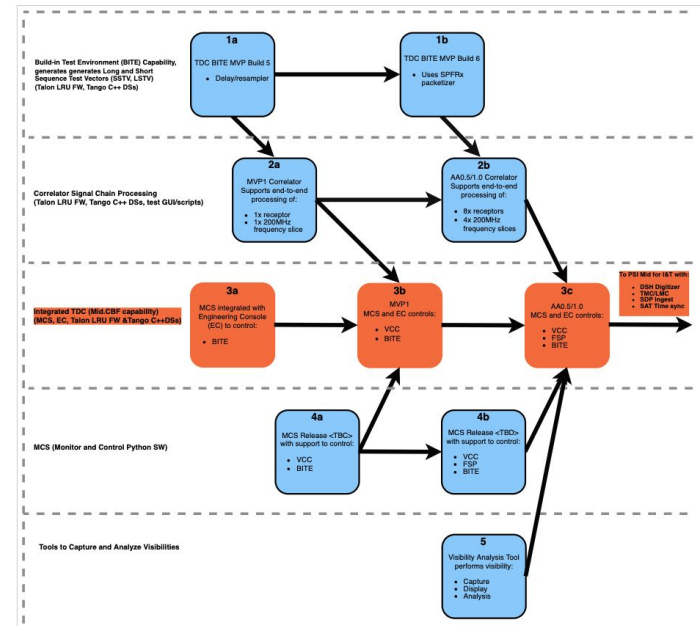 1a
TDC BITE MVP Build 5
• Delay/resampler
1b
TDC BITE MVP Build 6
• Uses SPFRx
packetizer
Build-in Test Environment (BITE) Capability,
generates generates Long and Short
Sequence Test Vectors (SSTV, LSTV)
(Talon LRU FW, Tango C++ DSs)
2a
MVP1 Correlator
Supports end-to-end
processing of:
• 1x receptor
• 1x 200MHz
frequency slice
2b
AA0.5/1.0 Correlator
Supports end-to-end
processing of:
• 8x receptors
• 4x 200MHz
frequency slices
Correlator Signal Chain Processing
(Talon LRU FW, Tango C++ DSs, test GUI/scripts)
Integrated TDC (Mid.CBF capability)
(MCS, EC, Talon LRU FW &Tango C++DSs)
3a
MCS integrated with
Engineering Console
(EC) to control:
• BITE
3b
MVP1
MCS and EC controls:
• VCC
• BITE
3c
AA0.5/1.0
MCS and EC controls:
• VCC
• FSP
• BITE
To PSI Mid for I&T with:
• DSH Digitizer
• TMC/LMC
• SDP Ingest
• SAT Time sync
MCS (Monitor and Control Python SW)
4a
MCS Release <TBC>
with support to control:
• VCC
• BITE
4b
MCS Release <TBD>
with support to control:
• VCC
• FSP
• BITE
Tools to Capture and Analyze Visibilities
5
Visibility Analysis Tool
performs visibility:
• Capture
• Display
• Analysis